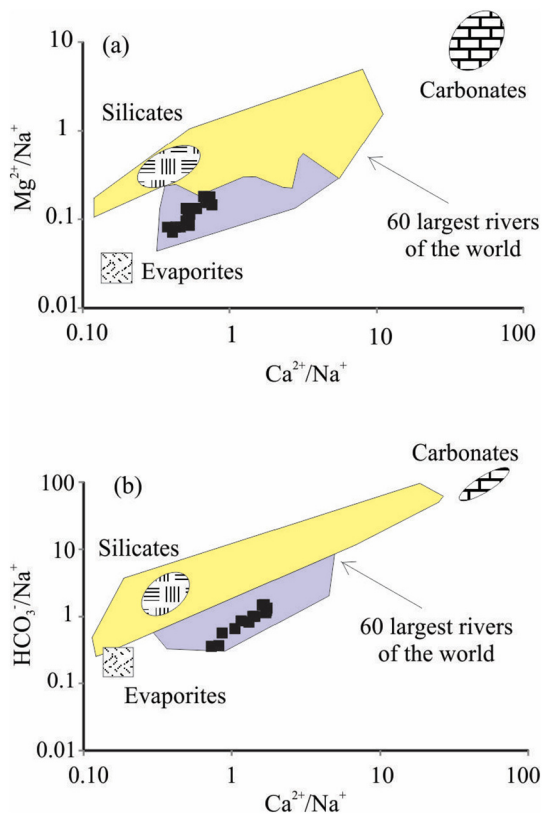 (a)
10
1
0.1
0.01
Mg²⁺/Na⁺
Silicates
Carbonates
60 largest rivers
of the world
Evaporites
0.10
1
10
100
Ca²⁺/Na⁺
(b)
100
10
1
0.1
0.01
HCO₃⁻/Na⁺
Carbonates
Silicates
60 largest rivers
of the world
Evaporites
0.10
1
10
100
Ca²⁺/Na⁺